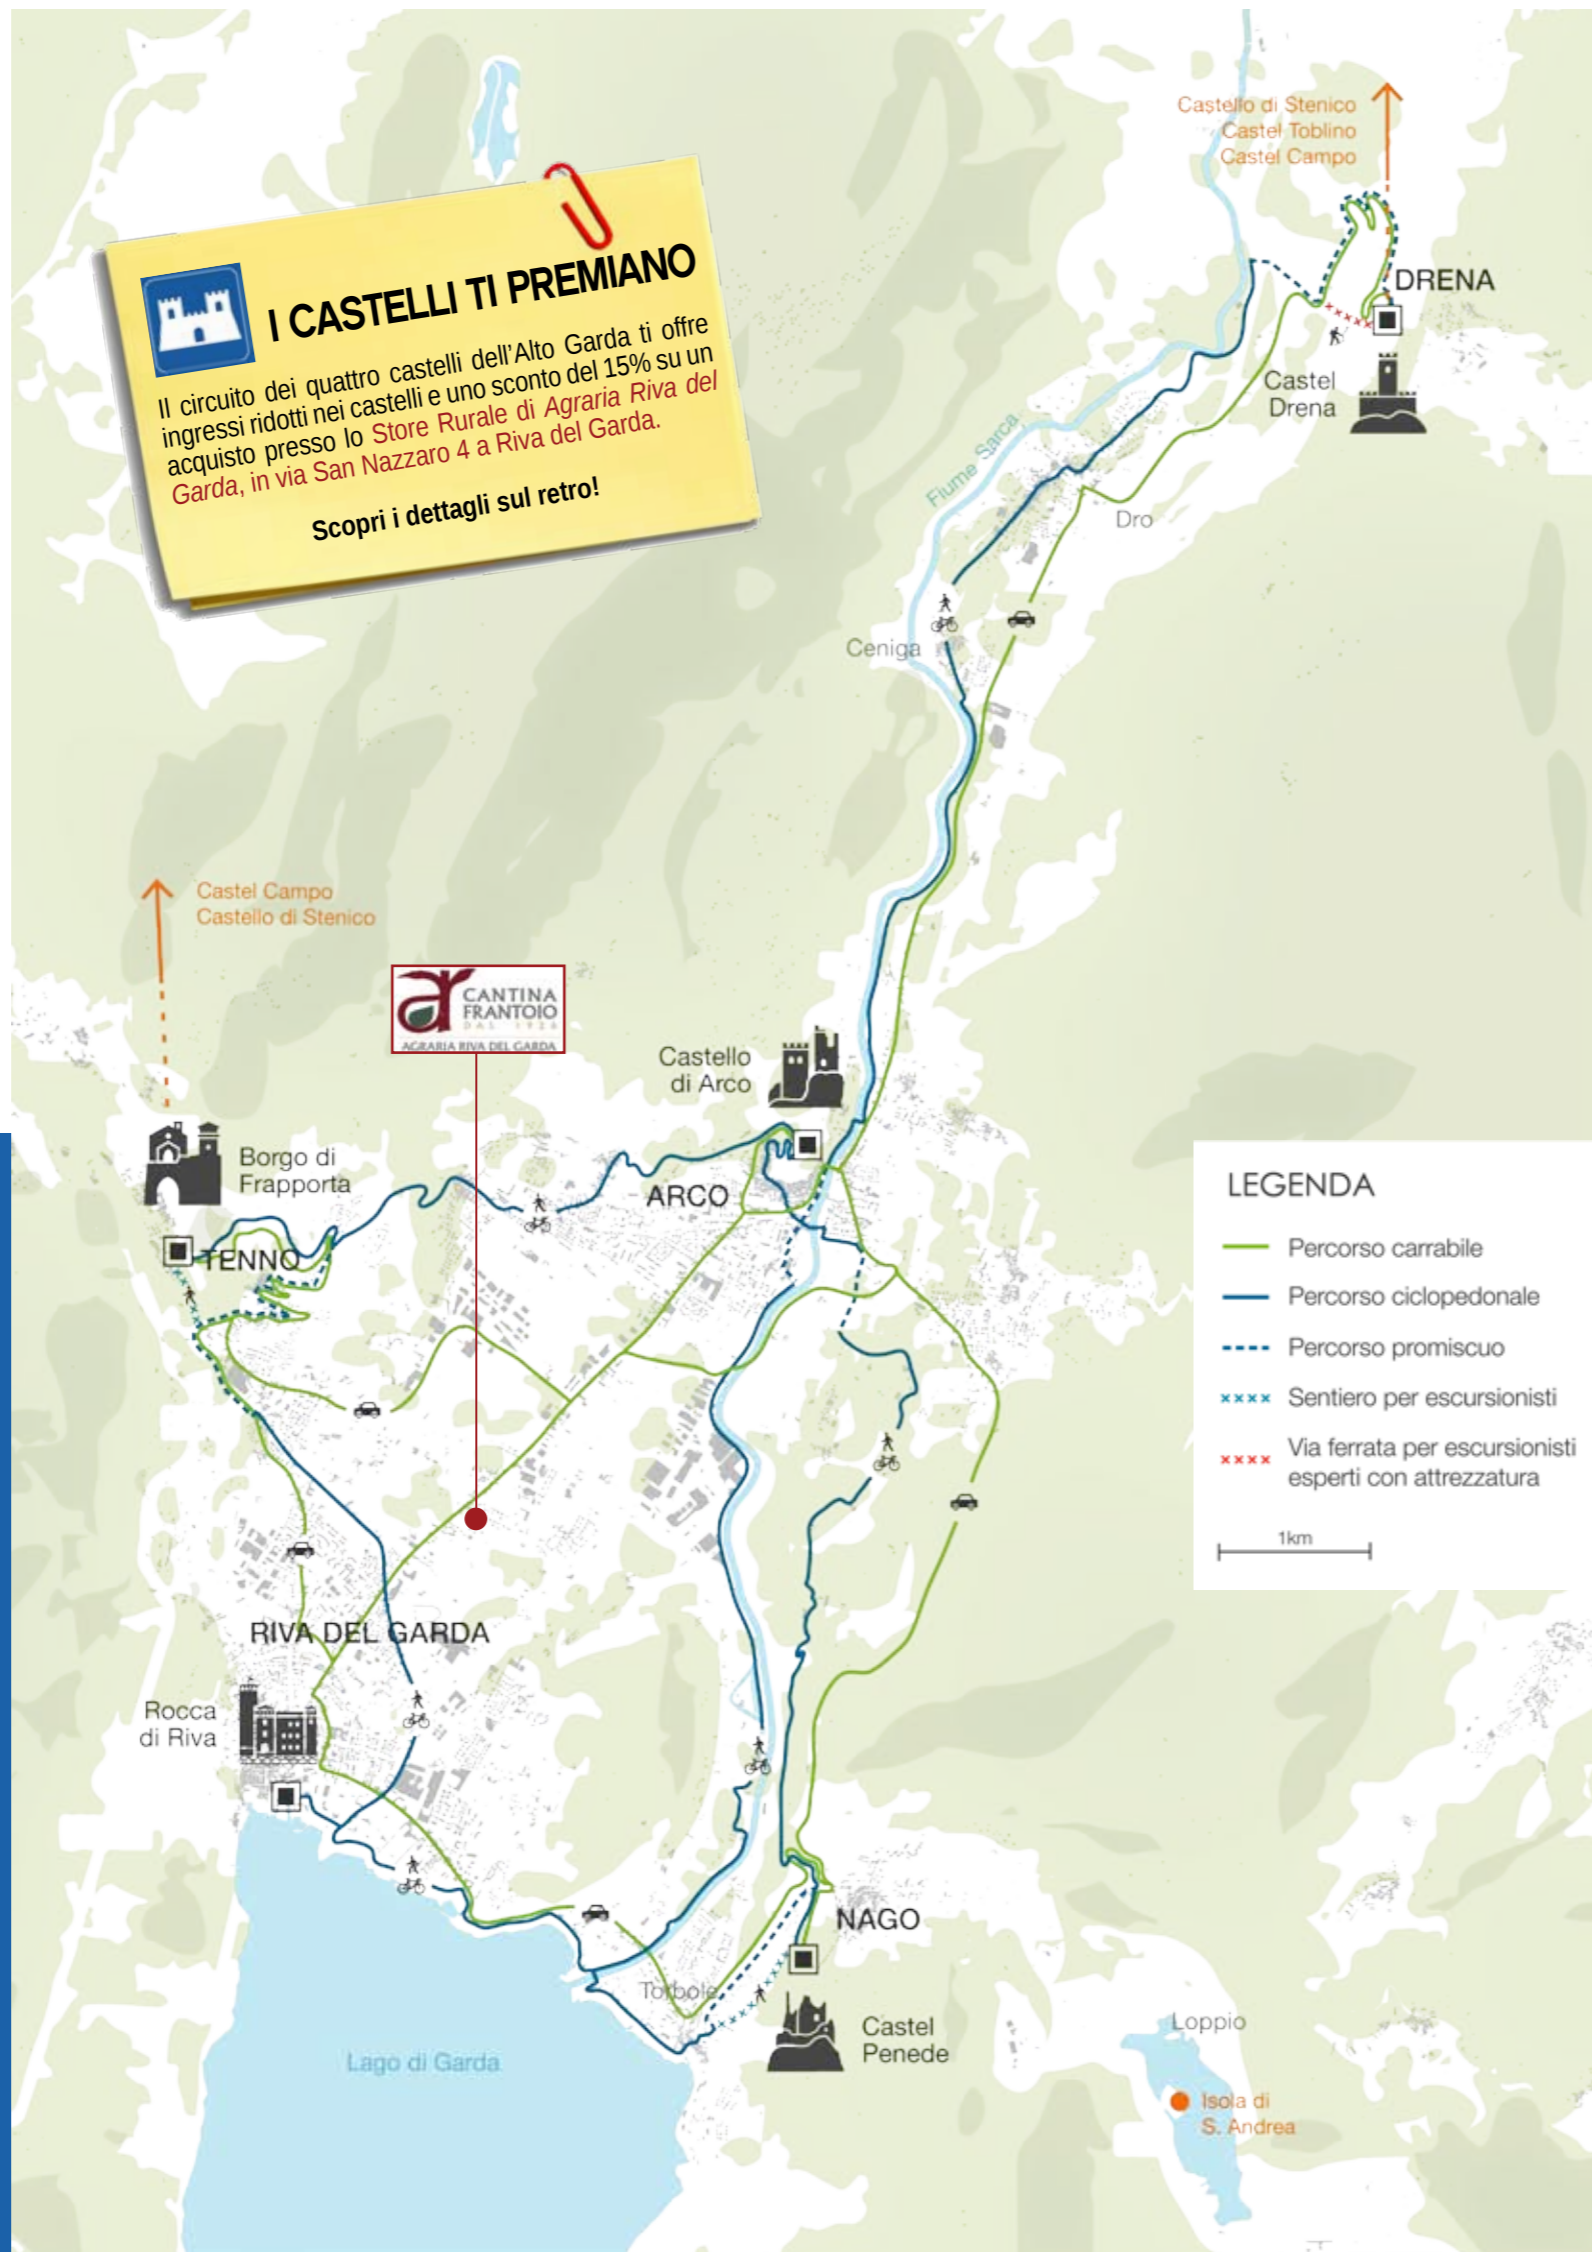 Castello di Stenico
Castel Toblino
Castel Campo
I CASTELLI TI PREMIANO
Il circuito dei quattro castelli dell'Alto Garda ti offre
ingressi ridotti nei castelli e uno sconto del 15% su un
acquisto presso lo Store Rurale di Agraria Riva del
Garda, in via San Nazzaro 4 a Riva del Garda.
Scopri i dettagli sul retro!
DRENA
Castel
Drena
Fiume Sarca
Dro
Ceniga
Castel Campo
Castello di Stenico
ar CANTINA
FRANTOIO
DAL 1926
AGRARIA RIVA DEL GARDA
Castello
di Arco
Borgo di
Frapporta
ARCO
TENNO
LEGENDA
Percorso carrabile
Percorso ciclopedonale
Percorso promiscuo
Sentiero per escursionisti
Via ferrata per escursionisti
esperti con attrezzatura
1km
RIVA DEL GARDA
Rocca
di Riva
NAGO
Torbole
Castel
Penede
Lago di Garda
Loppio
Isola di
S. Andrea